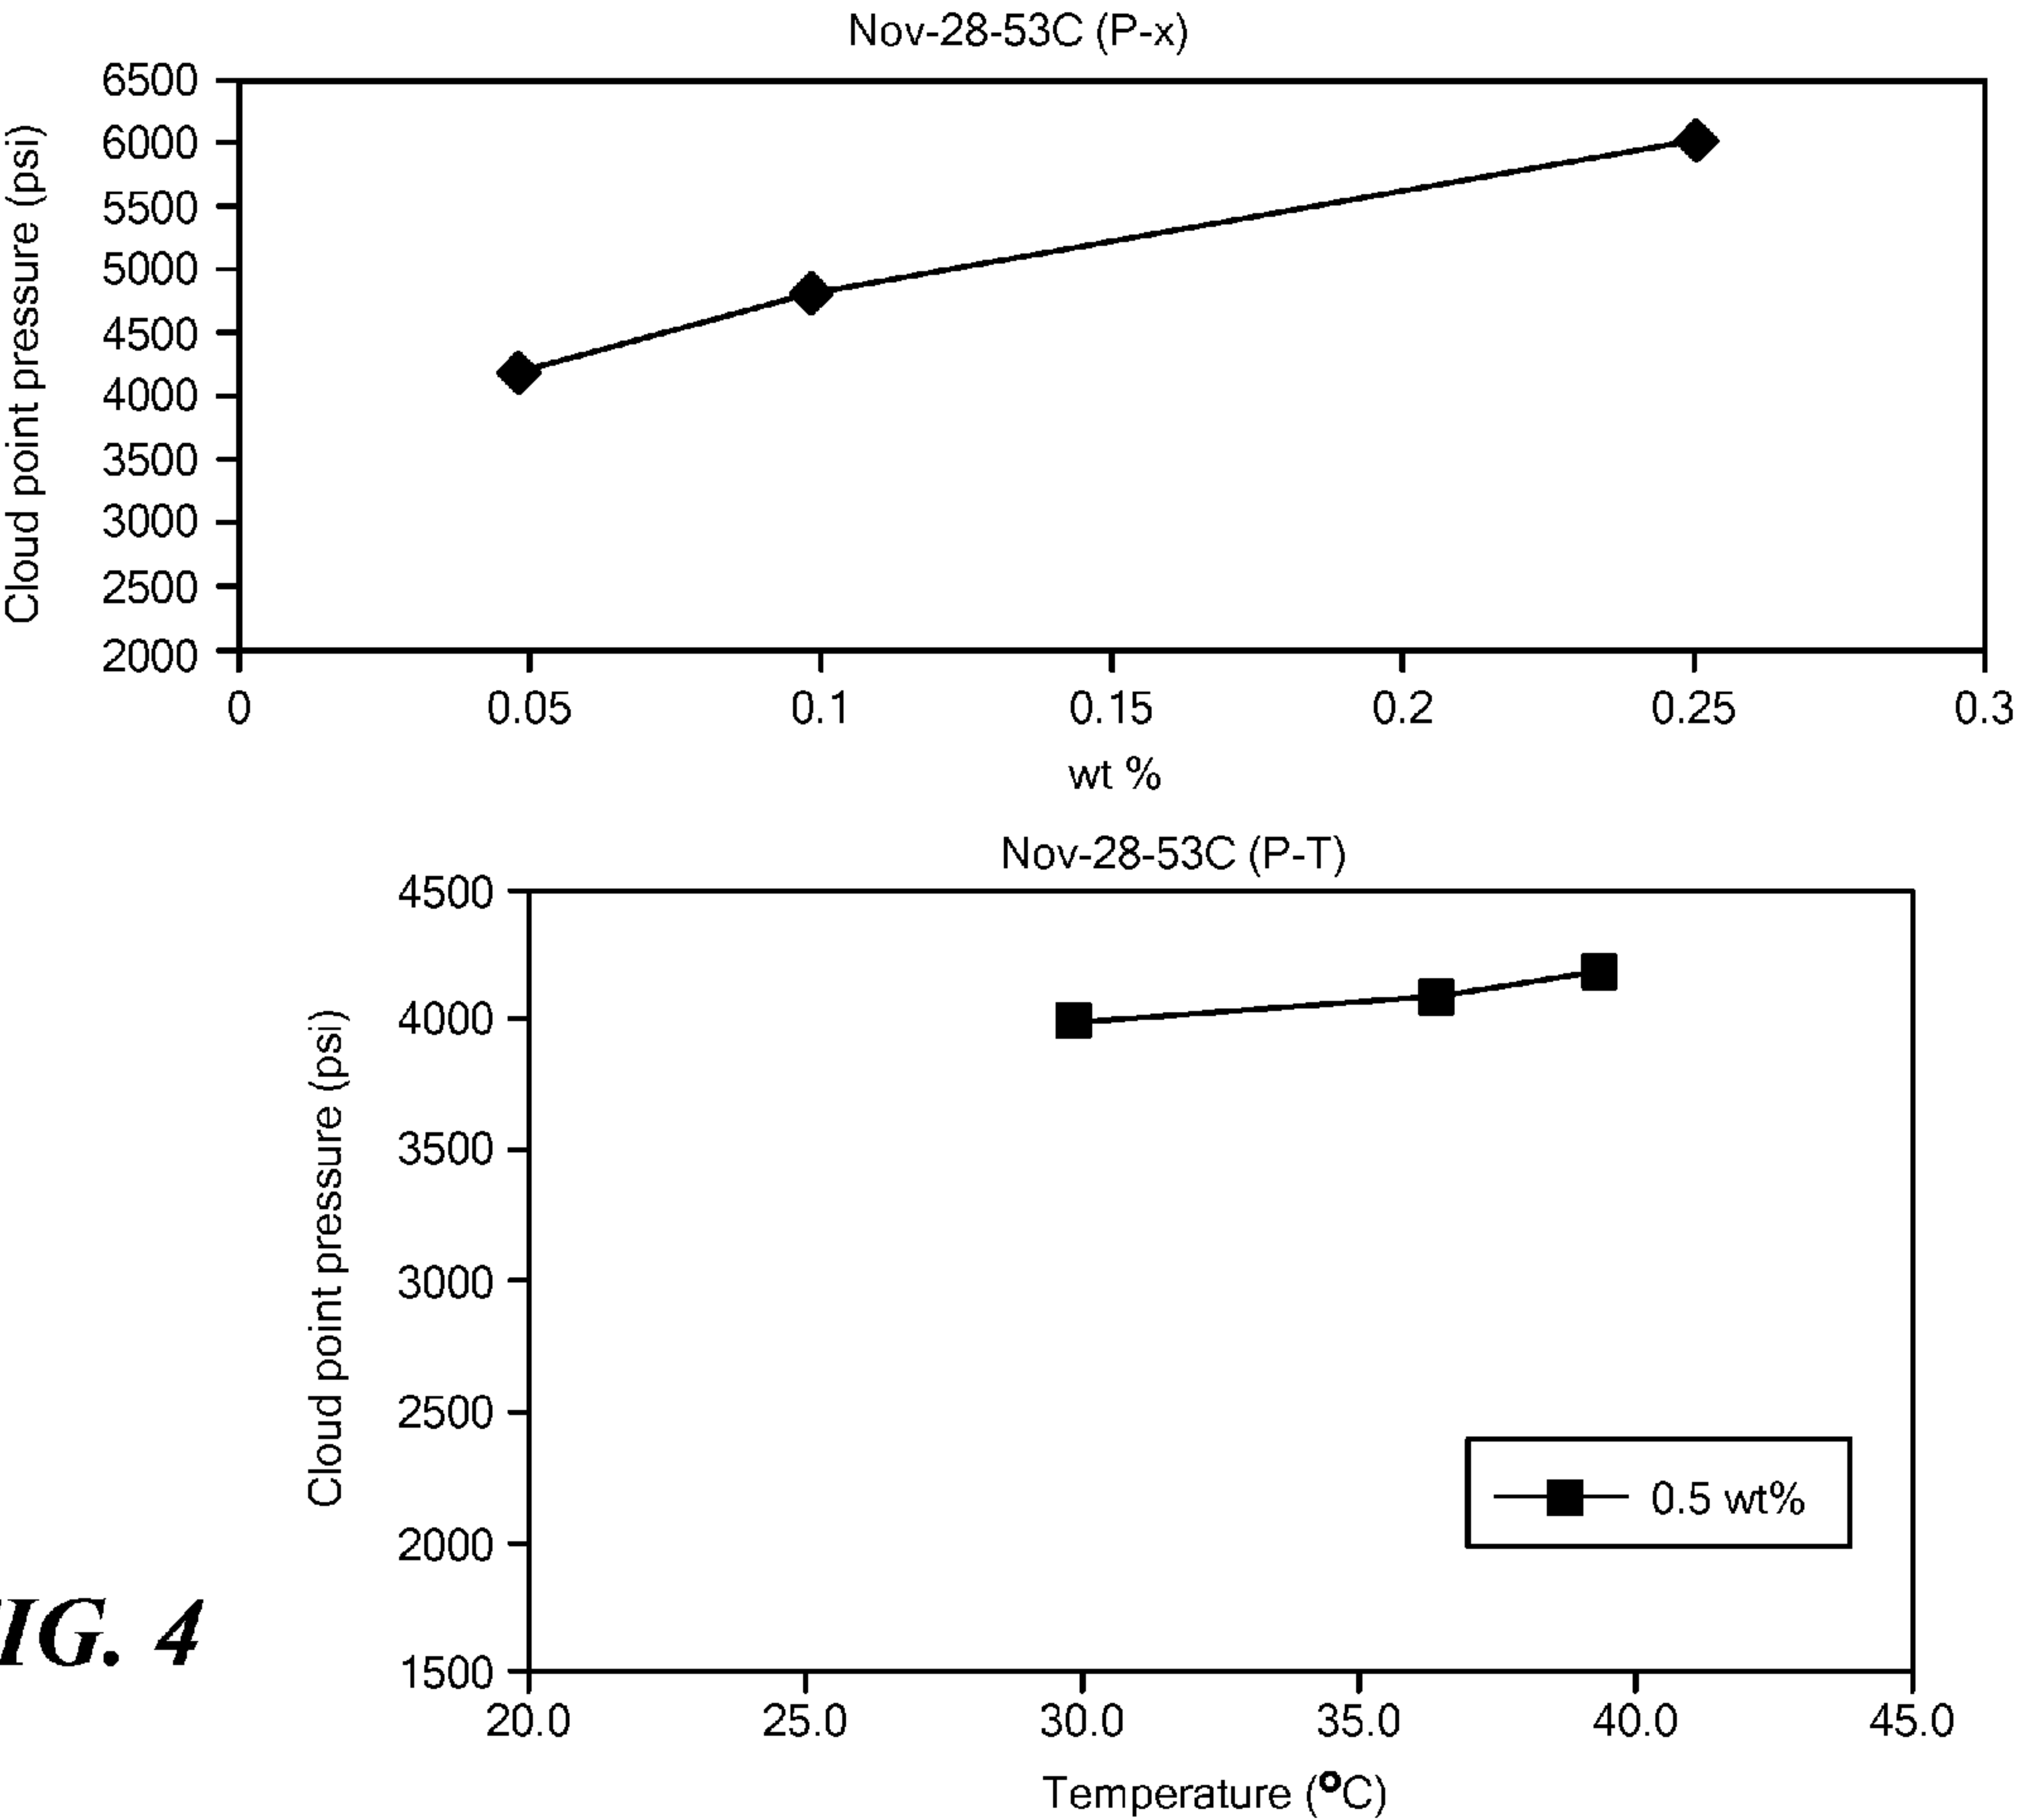 Nov-28-53C (P-x)
Cloud point pressure (psi)
6500
6000
5500
5000
4500
4000
3500
3000
2500
2000
0 0.05 0.1 0.15 0.2 0.25 0.3
wt %
Nov-28-53C (P-T)
Cloud point pressure (psi)
4500
4000
3500
3000
2500
2000
1500
0.5 wt%
20.0 25.0 30.0 35.0 40.0 45.0
Temperature (°C)
IG. 4